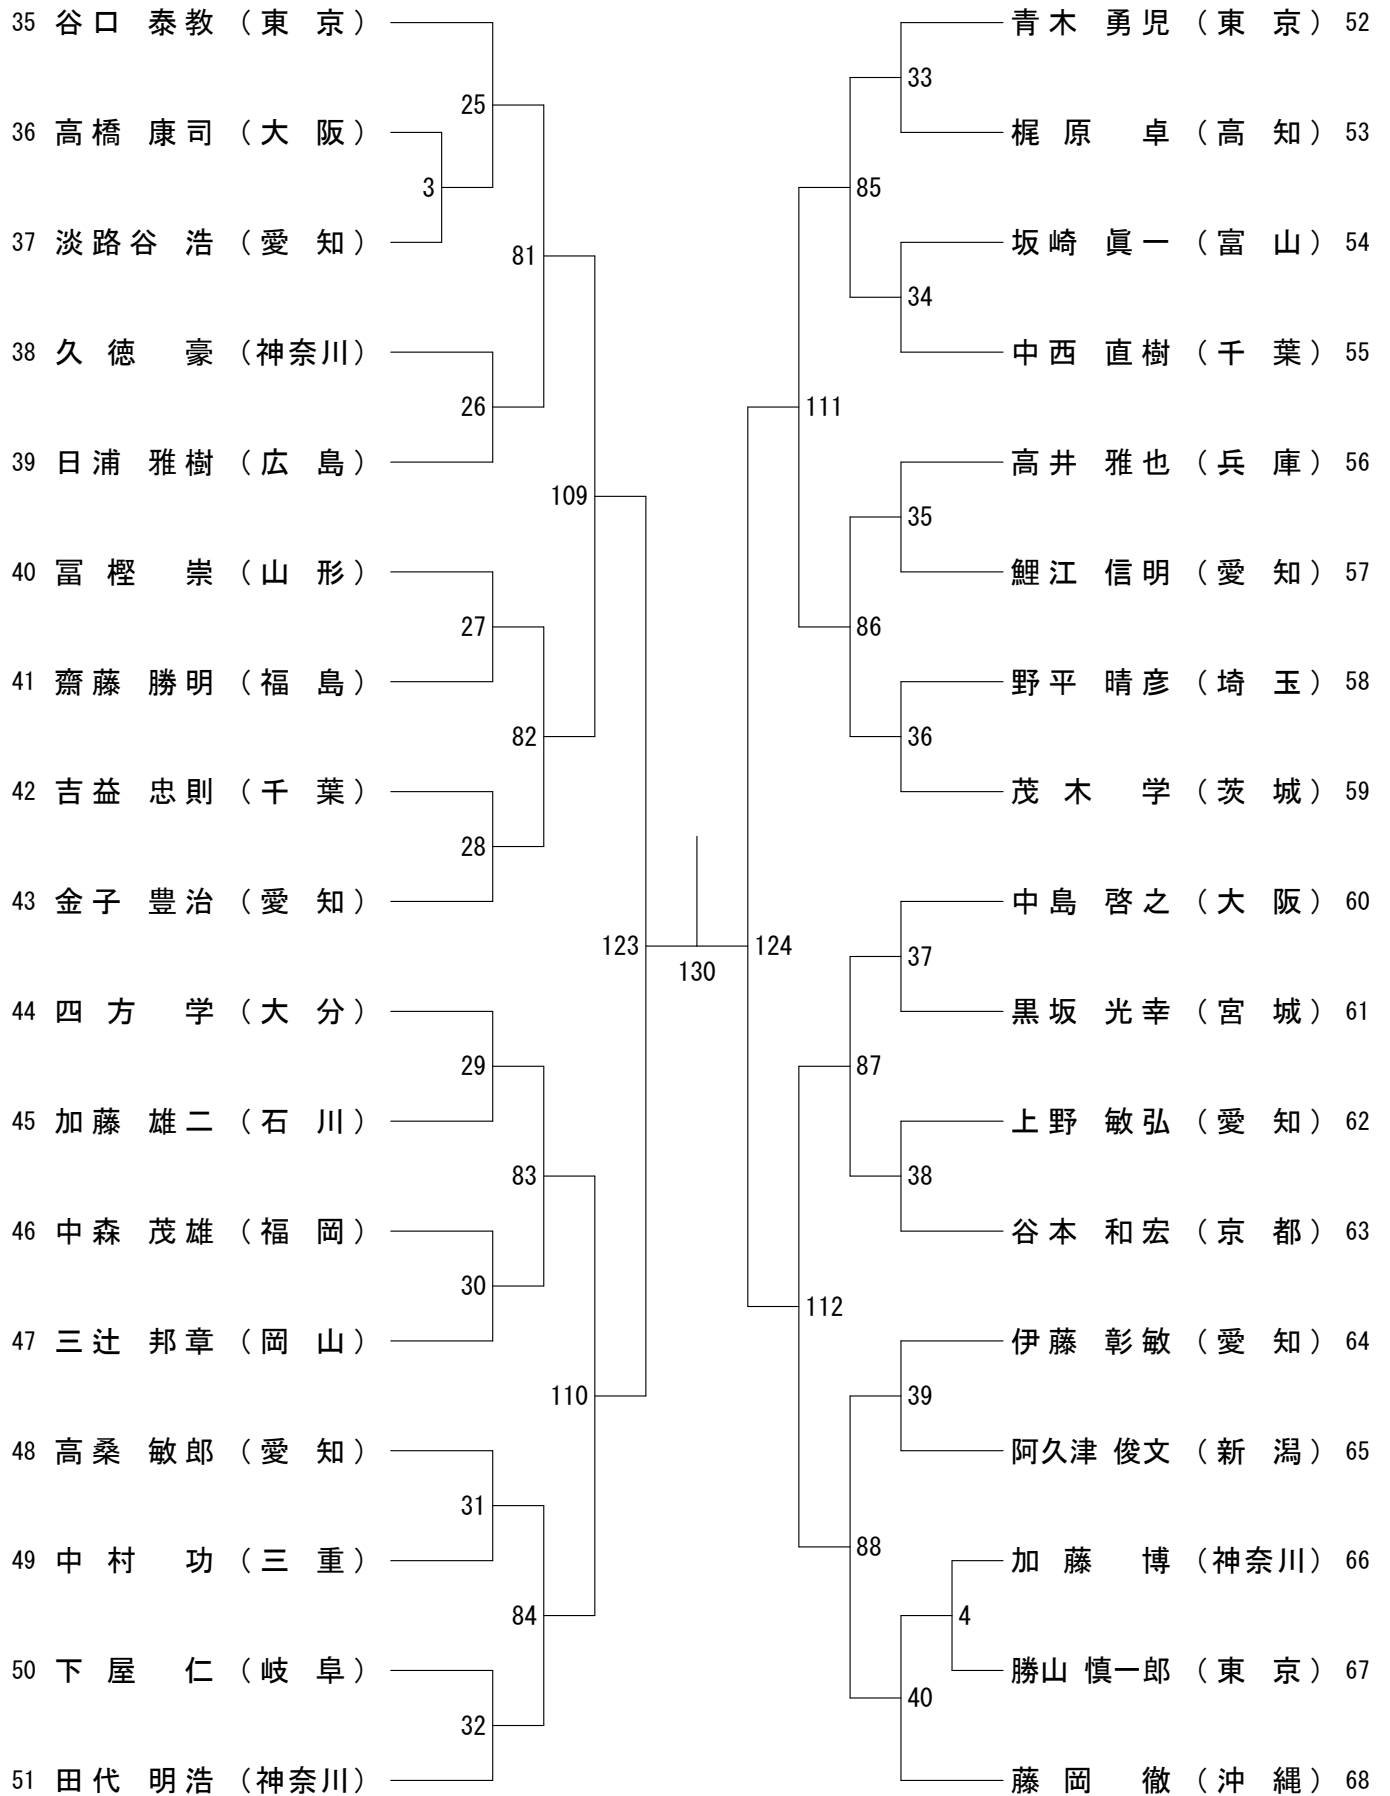 35 谷口 泰教 (東 京)
25
36 高橋 康司 (大 阪)
3
37 淡路谷 浩 (愛 知)
81
38 久徳 豪 (神奈川)
26
39 日浦 雅樹 (広 島)
109
40 冨樫 崇 (山 形)
27
41 齋藤 勝明 (福 島)
82
42 吉益 忠則 (千 葉)
28
43 金子 豊治 (愛 知)
123
130
44 四方 学 (大 分)
29
45 加藤 雄二 (石 川)
83
46 中森 茂雄 (福 岡)
30
47 三辻 邦章 (岡 山)
110
48 高桑 敏郎 (愛 知)
31
49 中村 功 (三 重)
84
50 下屋 仁 (岐 阜)
32
51 田代 明浩 (神奈川)
青木 勇児 (東 京) 52
33
梶原 卓 (高 知) 53
85
坂崎 眞一 (富 山) 54
34
中西 直樹 (千 葉) 55
111
高井 雅也 (兵 庫) 56
35
鯉江 信明 (愛 知) 57
86
野平 晴彦 (埼 玉) 58
36
茂木 学 (茨 城) 59
中島 啓之 (大 阪) 60
124
37
黒坂 光幸 (宮 城) 61
87
上野 敏弘 (愛 知) 62
38
谷本 和宏 (京 都) 63
112
伊藤 彰敏 (愛 知) 64
39
阿久津 俊文 (新 潟) 65
88
加藤 博 (神奈川) 66
4
勝山 慎一郎 (東 京) 67
40
藤岡 徹 (沖 縄) 68